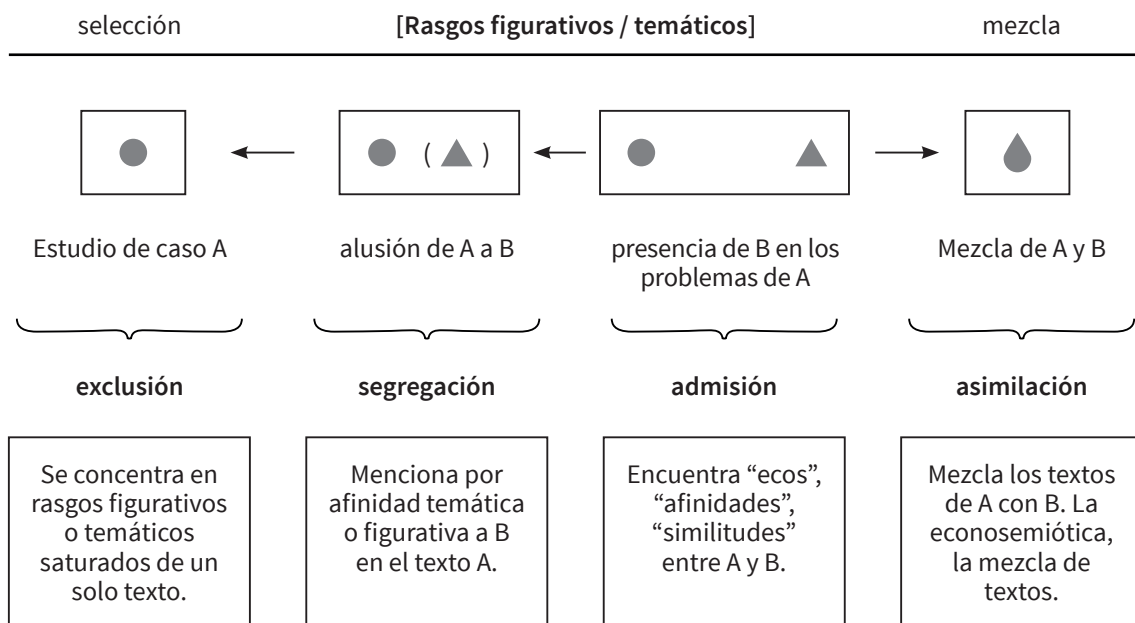 selección [Rasgos figurativos / temáticos] mezcla
( )
Estudio de caso A
alusión de A a B
presencia de B en los
problemas de A
Mezcla de A y B
exclusión
segregación
admisión
asimilación
Se concentra en
rasgos figurativos
o temáticos
saturados de un
solo texto.
Menciona por
afinidad temática
o figurativa a B
en el texto A.
Encuentra “ecos”,
“afinidades”,
“similitudes”
entre A y B.
Mezcla los textos
de A con B. La
econosemiótica,
la mezcla de
textos.